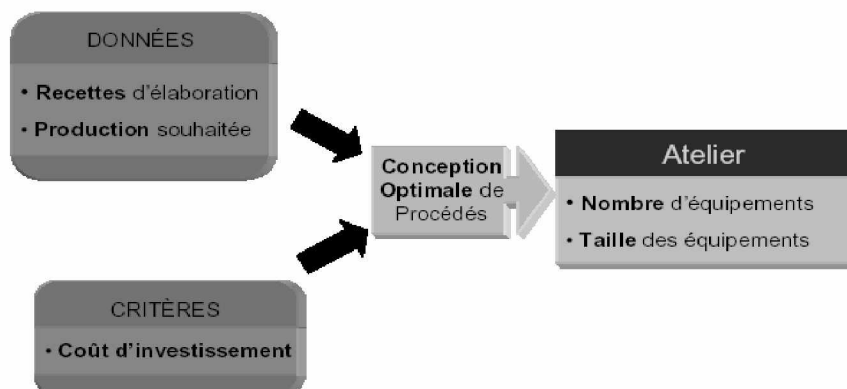 DONNÉES
• Recettes d'élaboration
• Production souhaitée
Conception
Optimale de
Procédés
Atelier
• Nombre d'équipements
• Taille des équipements
CRITÈRES
• Coût d'investissement